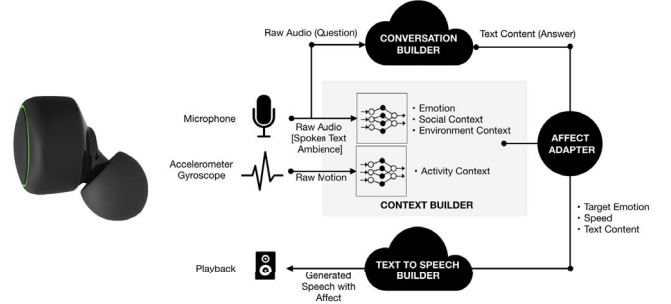 Raw Audio (Question)
CONVERSATION
BUILDER
Text Content (Answer)
Microphone
Raw Audio
[Spoken Text
Ambience]
• Emotion
• Social Context
• Environment Context
Accelerometer
Gyroscope
Raw Motion
• Activity Context
CONTEXT BUILDER
AFFECT
ADAPTER
• Target Emotion
• Speed
• Text Content
Playback
Generated
Speech with
Affect
TEXT TO SPEECH
BUILDER